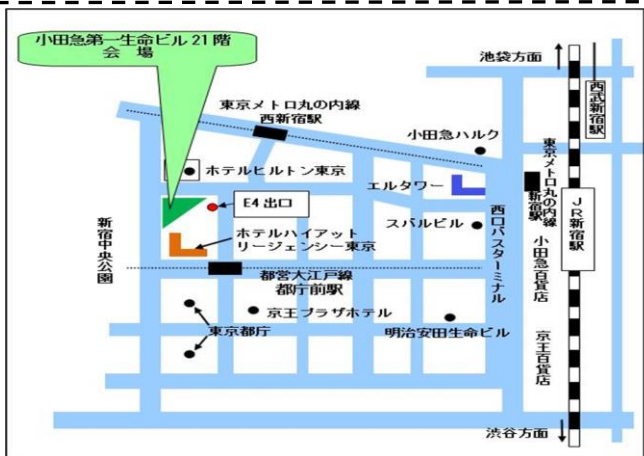 小田急第一生命ビル21階
会　場
池袋方面
西武新宿駅
東京メトロ丸の内線
西新宿駅
小田急ハルク
東京メトロ丸の内線
新宿駅
ホテルヒルトン東京
エルタワー
E4出口
JR新宿駅
新宿中央公園
ホテルハイアット
リージェンシー東京
スバルビル
西口バスターミナル
小田急百貨店
都営大江戸線
都庁前駅
京王プラザホテル
東京都庁
明治安田生命ビル
京王百貨店
渋谷方面